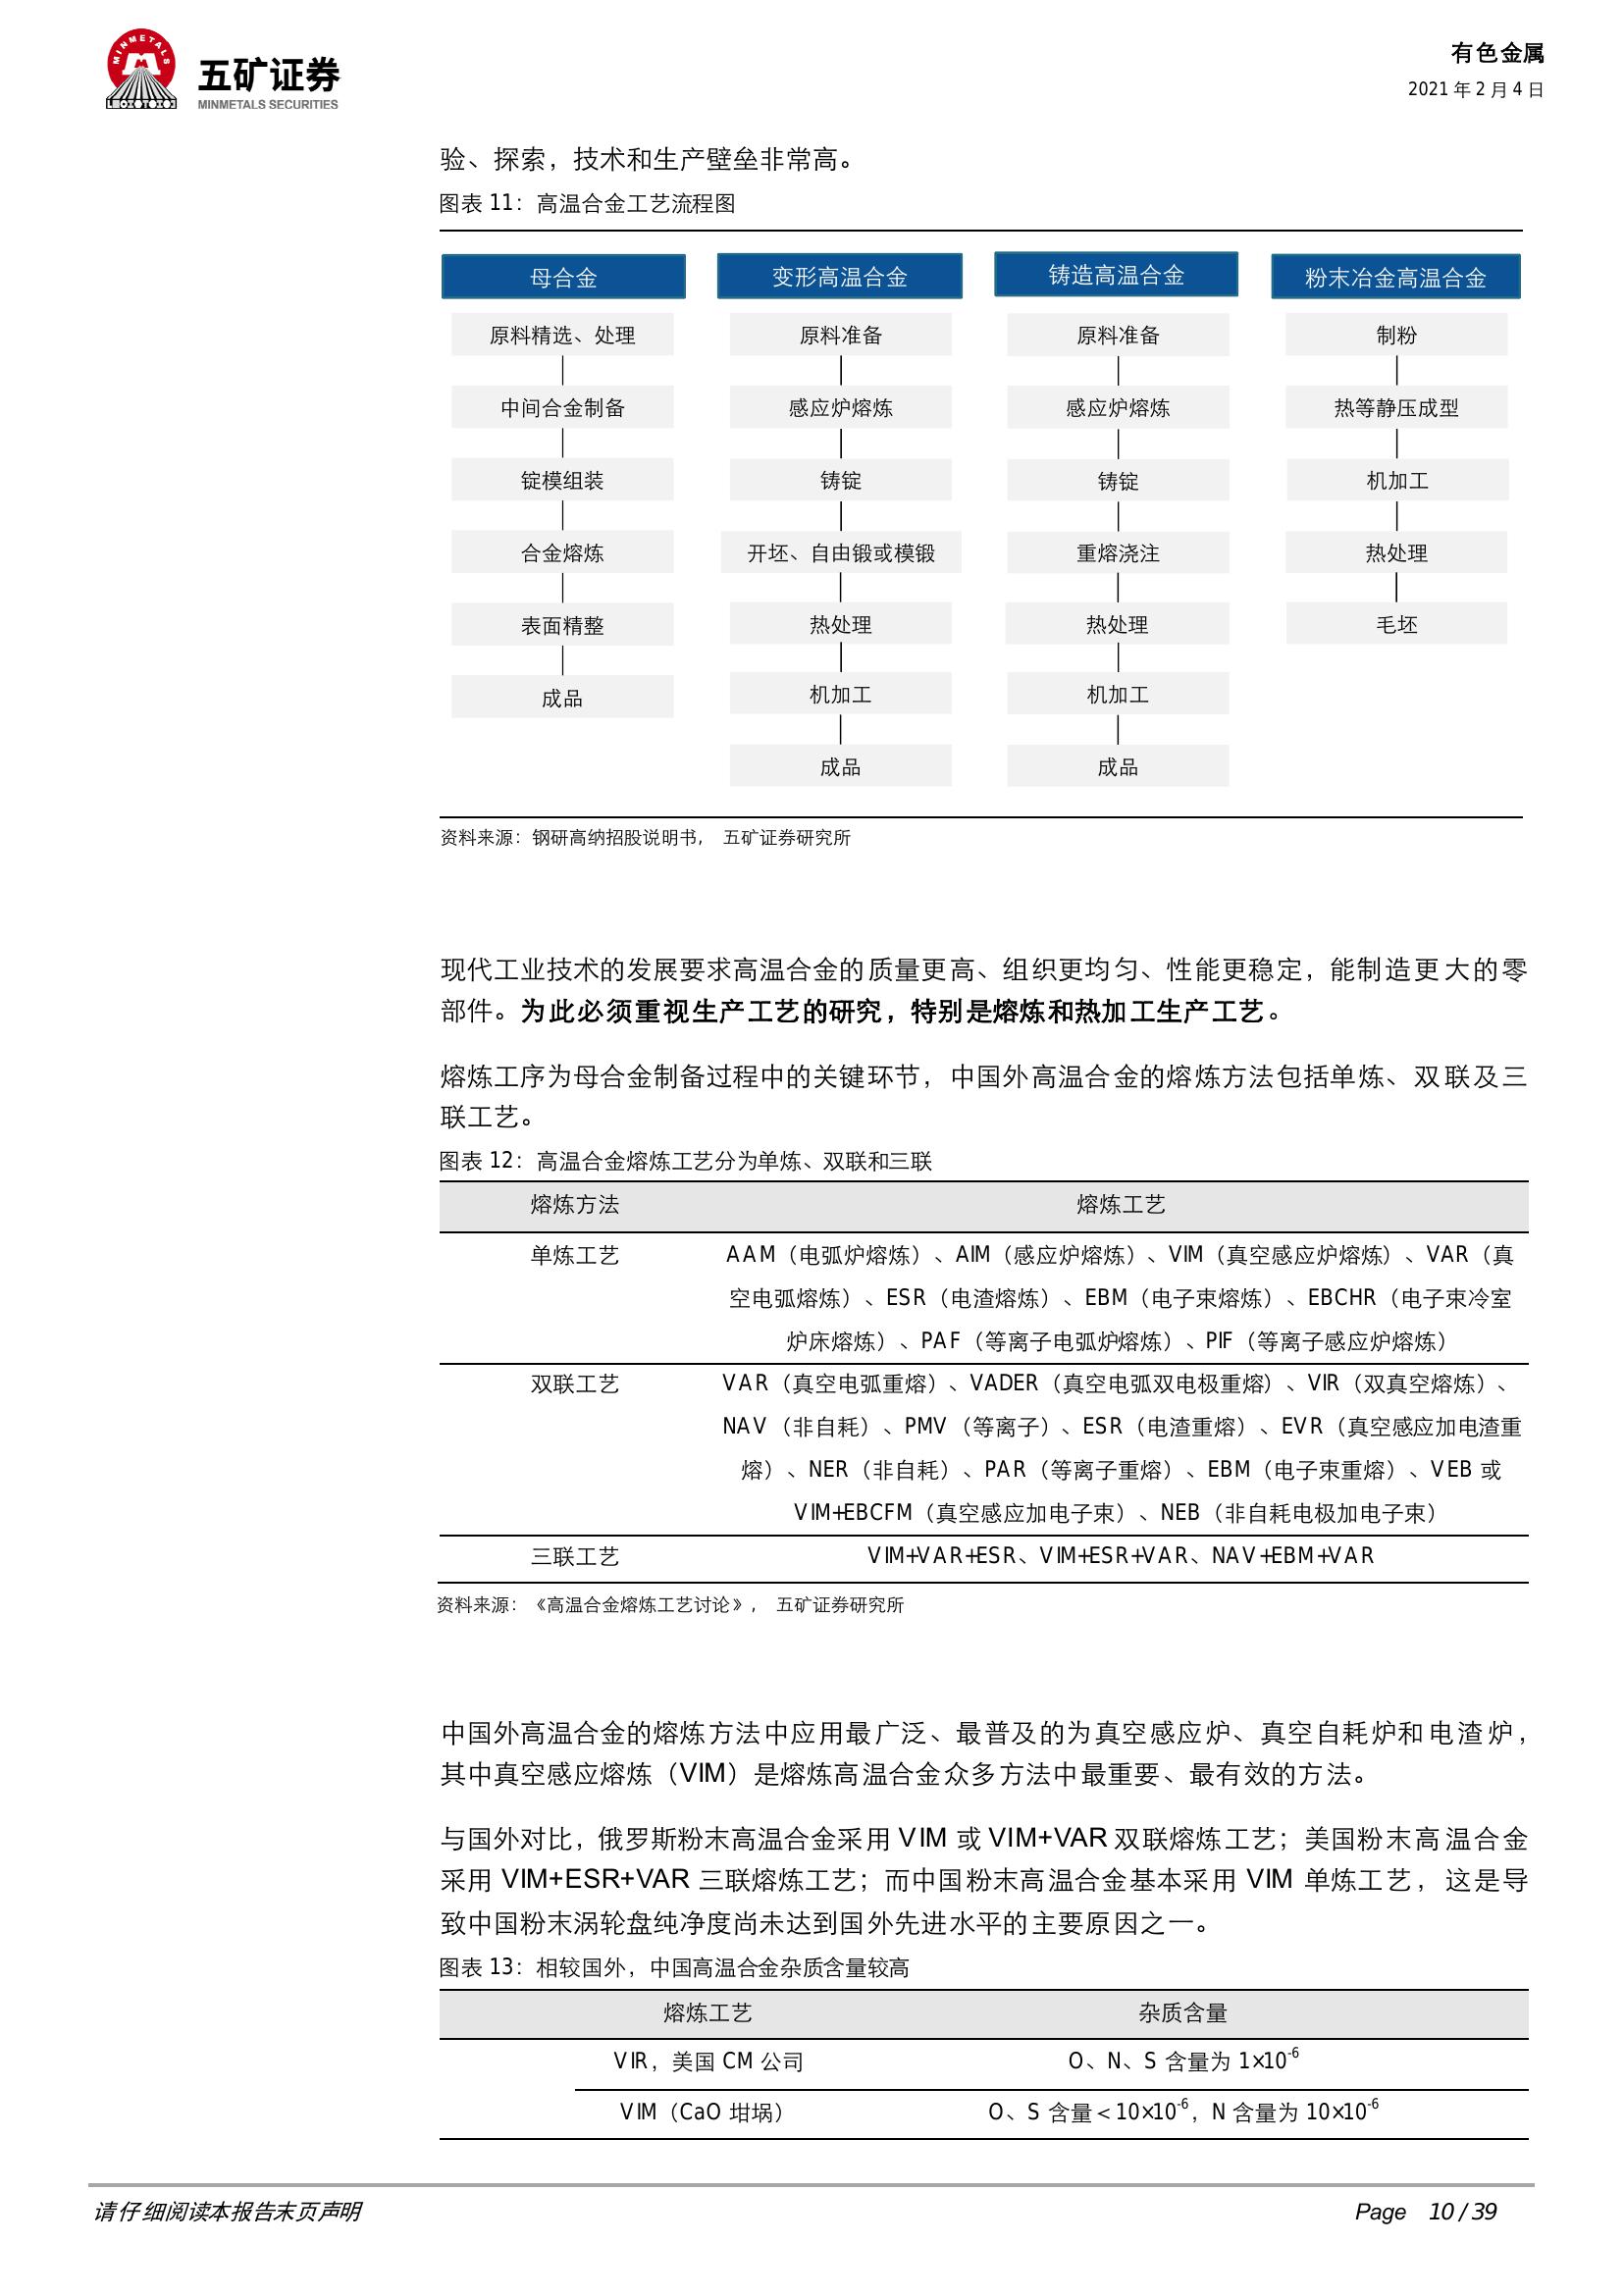 MINMETALS
五矿证券
MINMETALS SECURITIES
有色金属
2021 年 2 月 4 日
验、探索，技术和生产壁垒非常高。
图表 11：高温合金工艺流程图
母合金
原料精选、处理
中间合金制备
锭模组装
合金熔炼
表面精整
成品
变形高温合金
原料准备
感应炉熔炼
铸锭
开坯、自由锻或模锻
热处理
机加工
成品
铸造高温合金
原料准备
感应炉熔炼
铸锭
重熔浇注
热处理
机加工
成品
粉末冶金高温合金
制粉
热等静压成型
机加工
热处理
毛坯
资料来源：钢研高纳招股说明书， 五矿证券研究所
现代工业技术的发展要求高温合金的质量更高、组织更均匀、性能更稳定，能制造更大的零
部件。为此必须重视生产工艺的研究，特别是熔炼和热加工生产工艺。
熔炼工序为母合金制备过程中的关键环节，中国外高温合金的熔炼方法包括单炼、双联及三
联工艺。
图表 12：高温合金熔炼工艺分为单炼、双联和三联
熔炼方法 熔炼工艺
单炼工艺 AAM（电弧炉熔炼）、AIM（感应炉熔炼）、VIM（真空感应炉熔炼）、VAR（真
空电弧熔炼）、ESR（电渣熔炼）、EBM（电子束熔炼）、EBCHR（电子束冷室
炉床熔炼）、PAF（等离子电弧炉熔炼）、PIF（等离子感应炉熔炼）
双联工艺 VAR（真空电弧重熔）、VADER（真空电弧双电极重熔）、VIR（双真空熔炼）、
NAV（非自耗）、PMV（等离子）、ESR（电渣重熔）、EVR（真空感应加电渣重
熔）、NER（非自耗）、PAR（等离子重熔）、EBM（电子束重熔）、VEB 或
VIM+EBCFM（真空感应加电子束）、NEB（非自耗电极加电子束）
三联工艺 VIM+VAR+ESR、VIM+ESR+VAR、NAV+EBM+VAR
资料来源：《高温合金熔炼工艺讨论》， 五矿证券研究所
中国外高温合金的熔炼方法中应用最广泛、最普及的为真空感应炉、真空自耗炉和电渣炉，
其中真空感应熔炼（VIM）是熔炼高温合金众多方法中最重要、最有效的方法。
与国外对比，俄罗斯粉末高温合金采用 VIM 或 VIM+VAR 双联熔炼工艺；美国粉末高温合金
采用 VIM+ESR+VAR 三联熔炼工艺；而中国粉末高温合金基本采用 VIM 单炼工艺，这是导
致中国粉末涡轮盘纯净度尚未达到国外先进水平的主要原因之一。
图表 13：相较国外，中国高温合金杂质含量较高
熔炼工艺 杂质含量
VIR，美国 CM 公司 O、N、S 含量为 1×10-6
VIM（CaO 坩埚） O、S 含量＜10×10-6，N 含量为 10×10-6
请仔细阅读本报告末页声明
Page 10 / 39